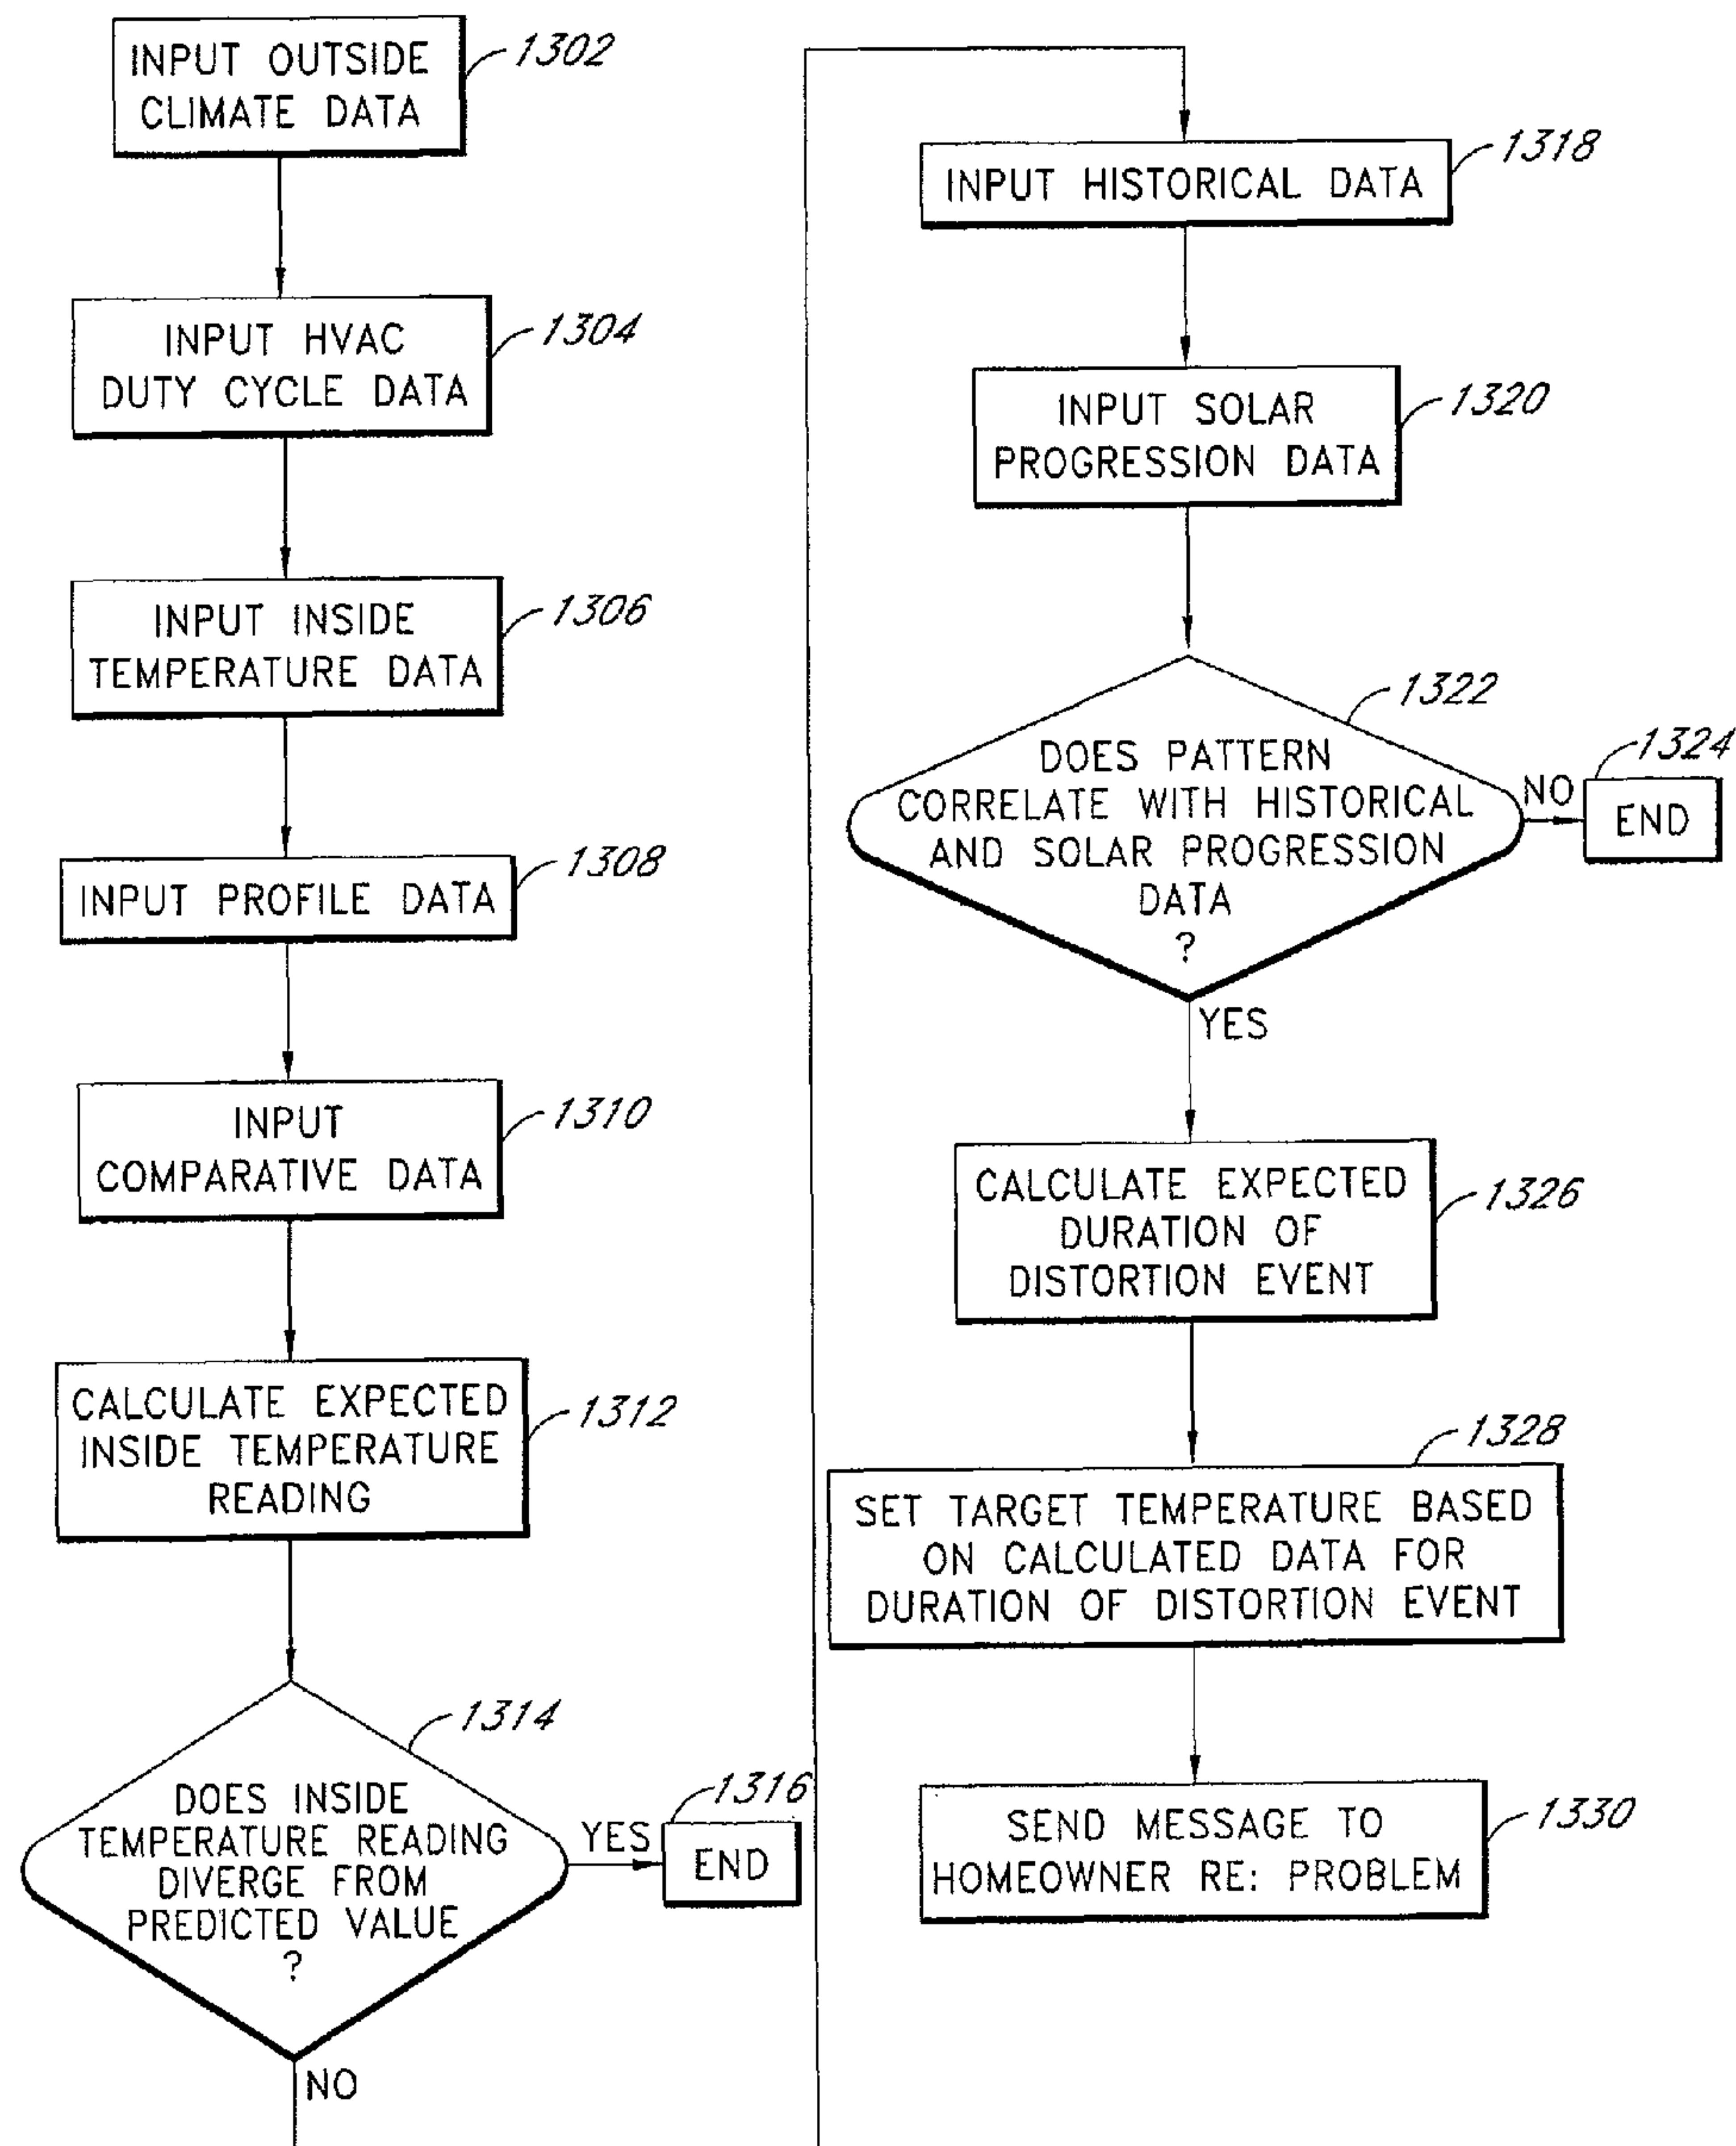 INPUT OUTSIDE
CLIMATE DATA
1302
INPUT HVAC
DUTY CYCLE DATA
1304
INPUT INSIDE
TEMPERATURE DATA
1306
INPUT PROFILE DATA
1308
INPUT
COMPARATIVE DATA
1310
CALCULATE EXPECTED
INSIDE TEMPERATURE
READING
1312
1314
DOES INSIDE
TEMPERATURE READING
DIVERGE FROM
PREDICTED VALUE
?
YES
1316
END
NO
INPUT HISTORICAL DATA
1318
INPUT SOLAR
PROGRESSION DATA
1320
1322
DOES PATTERN
CORRELATE WITH HISTORICAL
AND SOLAR PROGRESSION
DATA
?
NO
1324
END
YES
CALCULATE EXPECTED
DURATION OF
DISTORTION EVENT
1326
1328
SET TARGET TEMPERATURE BASED
ON CALCULATED DATA FOR
DURATION OF DISTORTION EVENT
SEND MESSAGE TO
HOMEOWNER RE: PROBLEM
1330